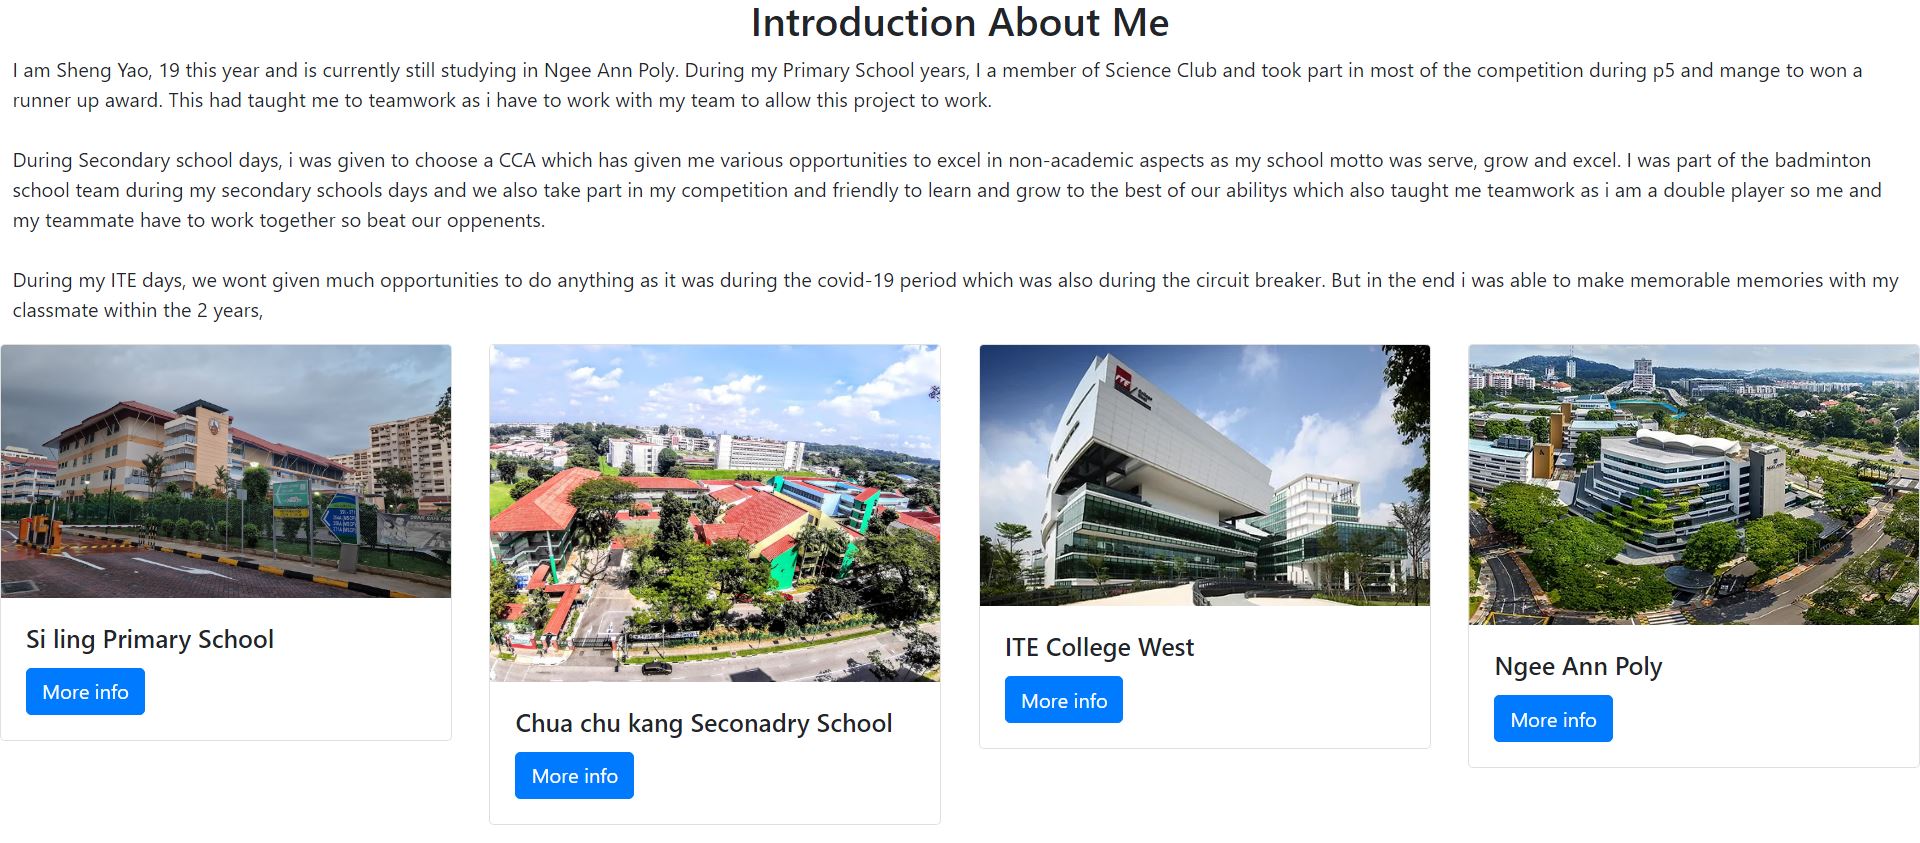 Introduction About Me
I am Sheng Yao, 19 this year and is currently still studying in Ngee Ann Poly. During my Primary School years, I a member of Science Club and took part in most of the competition during p5 and mange to won a
runner up award. This had taught me to teamwork as i have to work with my team to allow this project to work.
During Secondary school days, i was given to choose a CCA which has given me various opportunities to excel in non-academic aspects as my school motto was serve, grow and excel. I was part of the badminton
school team during my secondary schools days and we also take part in my competition and friendly to learn and grow to the best of our abilitys which also taught me teamwork as i am a double player so me and
my teammate have to work together so beat our oppenents.
During my ITE days, we wont given much opportunities to do anything as it was during the covid-19 period which was also during the circuit breaker. But in the end i was able to make memorable memories with my
classmate within the 2 years,
ITE
Si ling Primary School
More info
Chua chu kang Seconadry School
More info
ITE College West
More info
Ngee Ann Poly
More info